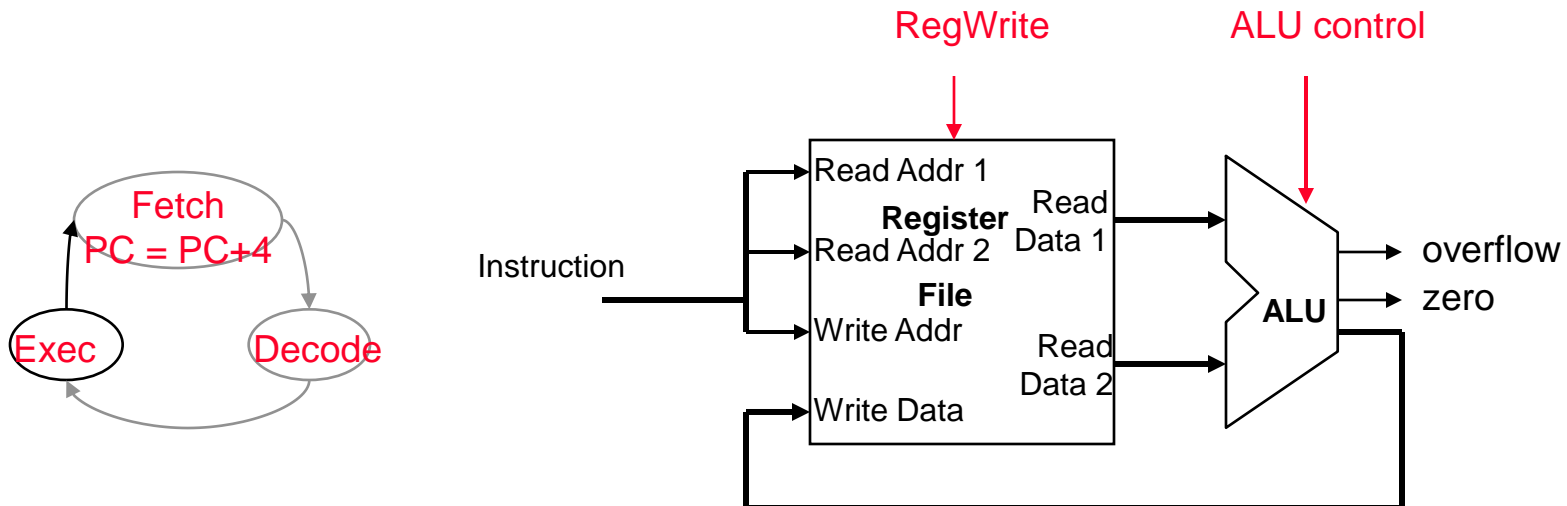 RegWrite
ALU control
Fetch
PC = PC+4
Exec
Decode
Instruction
Read Addr 1
Register
Read Addr 2
File
Write Addr
Write Data
Read
Data 1
Read
Data 2
ALU
overflow
zero